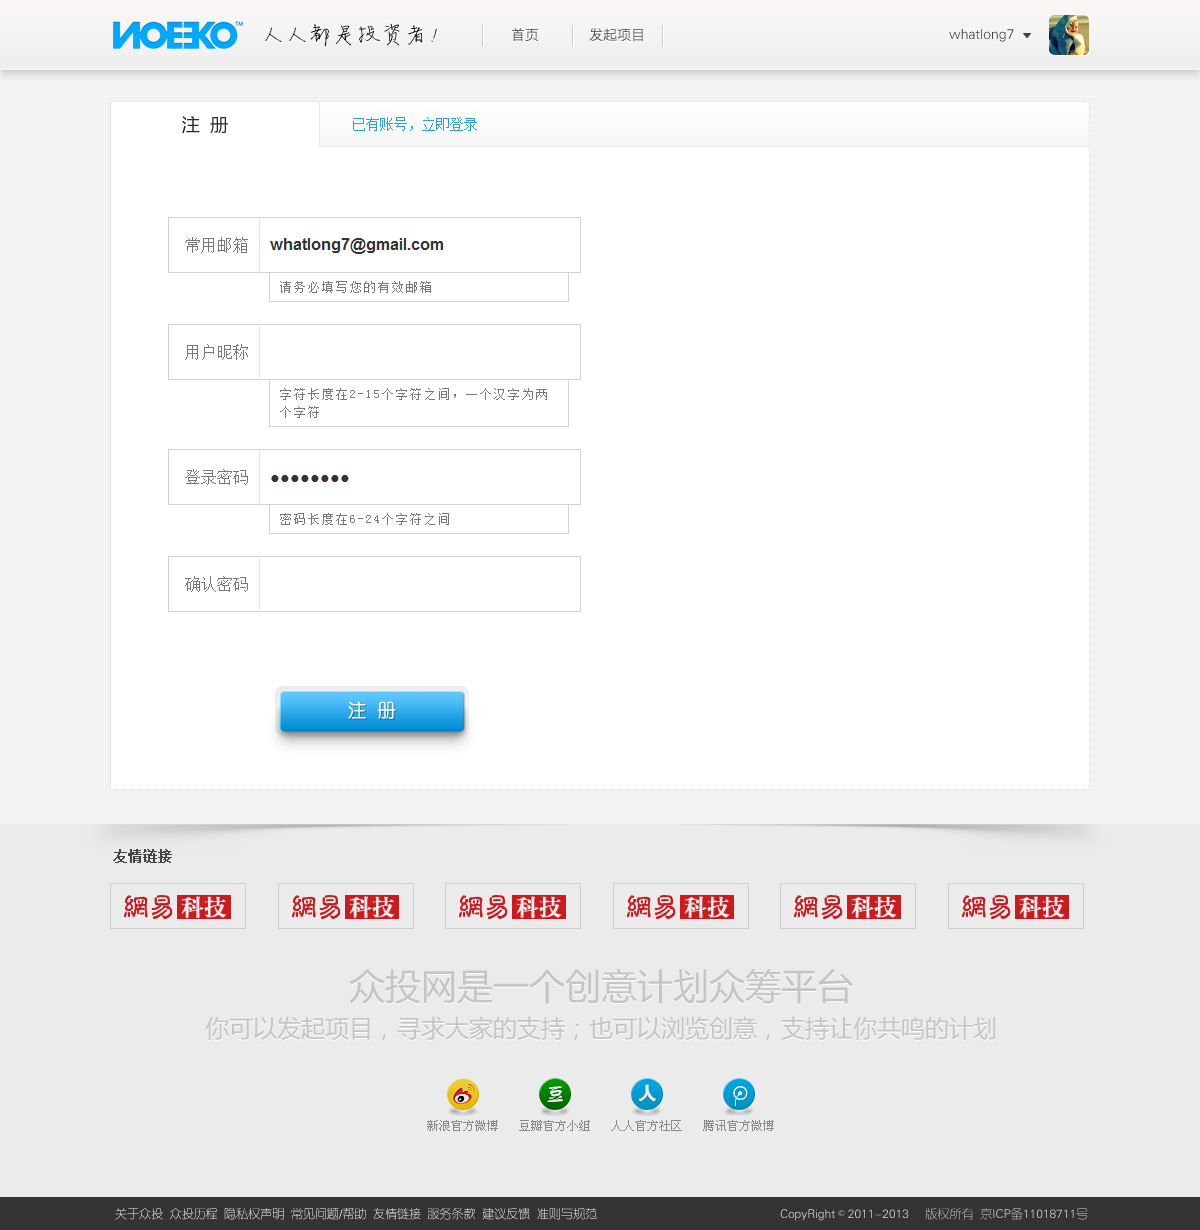 NOEKO™ 人人都是投资者! 首页 发起项目 whatlong7
注 册 已有账号，立即登录
常用邮箱 whatlong7@gmail.com
请务必填写您的有效邮箱
用户昵称
字符长度在2-15个字符之间，一个汉字为两
个字符
登录密码 ●●●●●●●●
密码长度在6-24个字符之间
确认密码
注 册
友情链接
網易科技 網易科技 網易科技 網易科技 網易科技 網易科技
众投网是一个创意计划众筹平台
你可以发起项目，寻求大家的支持；也可以浏览创意，支持让你共鸣的计划
豆 人
新浪官方微博 豆瓣官方小组 人人官方社区 腾讯官方微博
关于众投 众投历程 隐私权声明 常见问题/帮助 友情链接 服务条款 建议反馈 准则与规范 CopyRight © 2011-2013 版权所有 京ICP备11018711号